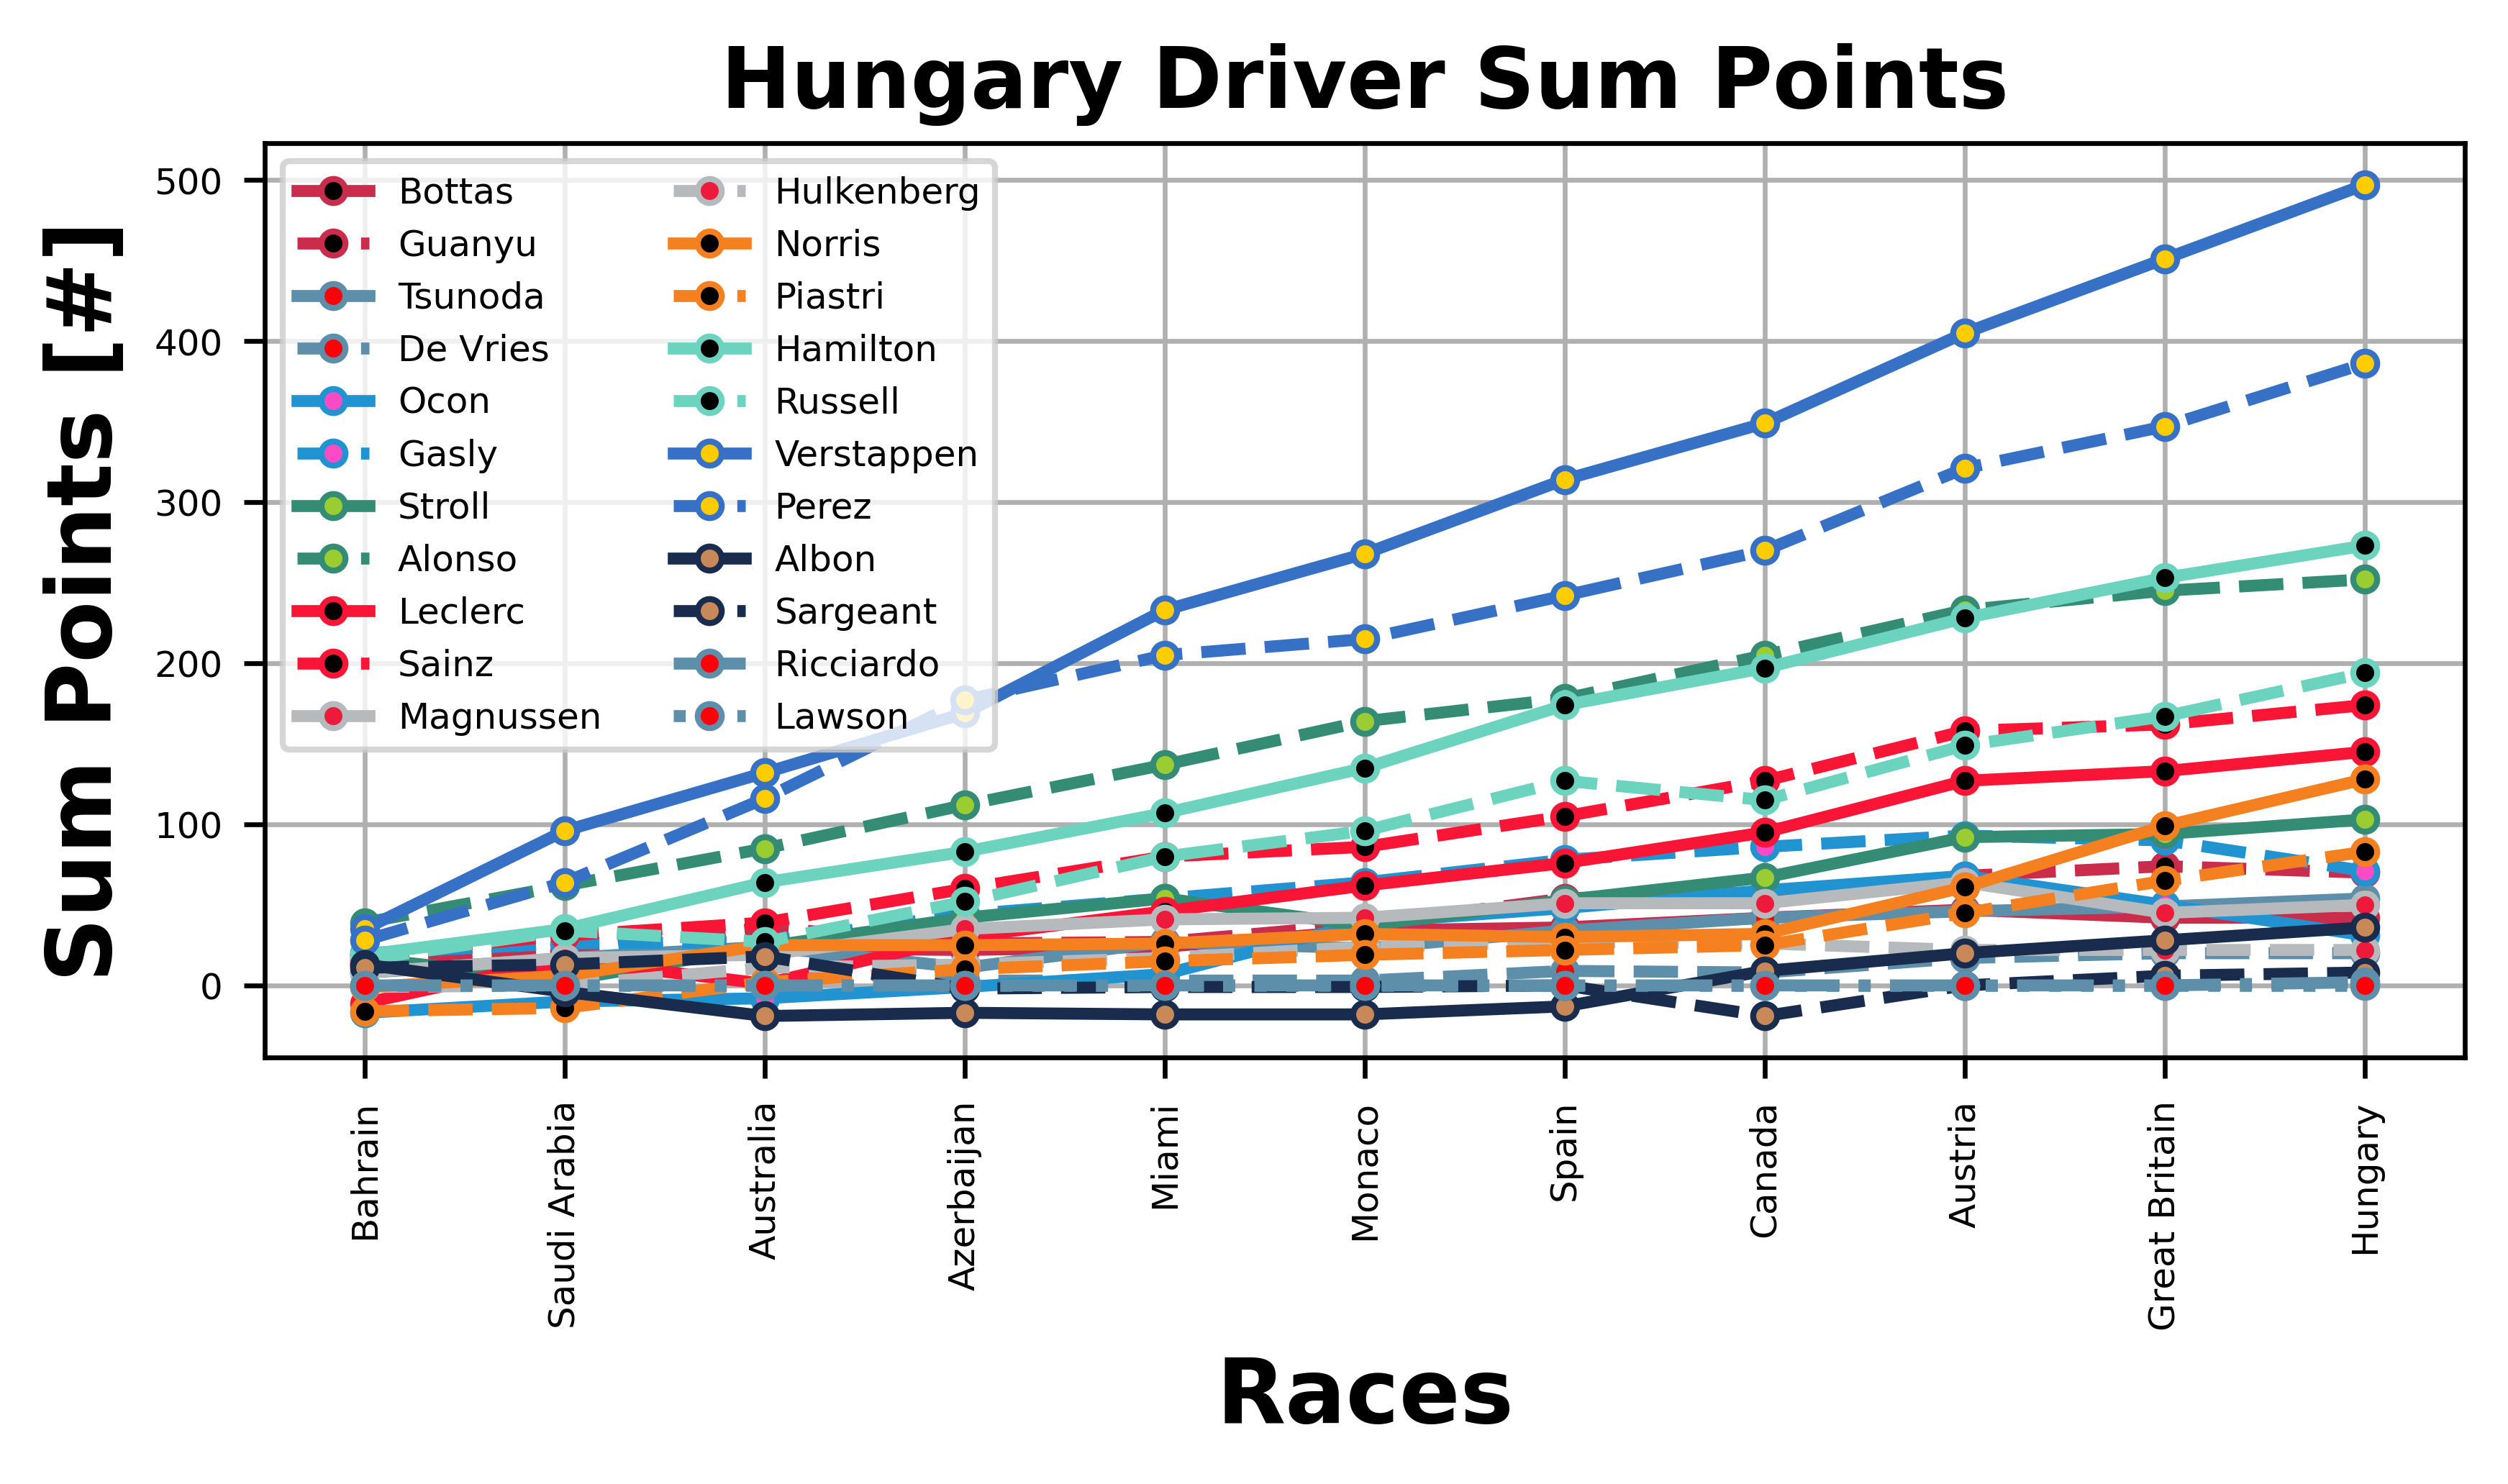 Hungary Driver Sum Points
Sum Points [#]
500
400
300
200
100
0
Bottas
Guanyu
Tsunoda
De Vries
Ocon
Gasly
Stroll
Alonso
Leclerc
Sainz
Magnussen
Hulkenberg
Norris
Piastri
Hamilton
Russell
Verstappen
Perez
Albon
Sargeant
Ricciardo
Lawson
Bahrain
Saudi Arabia
Australia
Azerbaijan
Miami
Monaco
Spain
Canada
Austria
Great Britain
Hungary
Races